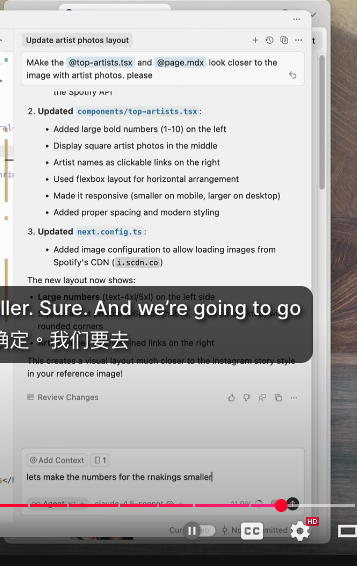 Update artist photos layout
MAke the @top-artists.tsx and @page.mdx look closer to the
image with artist photos. please
the Spotify API
2. Updated components/top-artists.tsx:
• Added large bold numbers (1-10) on the left
• Display square artist photos in the middle
• Artist names as clickable links on the right
• Used flexbox layout for horizontal arrangement
• Made it responsive (smaller on mobile, larger on desktop)
• Added proper spacing and modern styling
3. Updated next.config.ts:
• Added image configuration to allow loading images from
Spotify's CDN (i.scdn.co)
The new layout now shows:
• Large numbers (text-4xl/5xl) on the left side
ller. Sure. And we're going to go
rounded corners
确定。我们要去
links on the right
This creates a visual layout much closer to the Instagram story style
in your reference image!
Review Changes
@ Add Context 1
lets make the numbers for the rnakings smaller
Agent
CC
HD